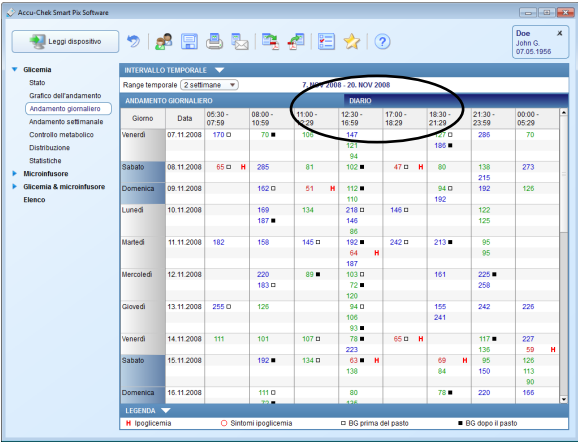 Accu-Chek Smart Pix Software
Leggi dispositivo
Doe
John G.
07.05.1956
Glicemia
Stato
Grafico dell'andamento
Andamento giornaliero
Andamento settimanale
Controllo metabolico
Distribuzione
Statistiche
Microinfusore
Glicemia & microinfusore
Elenco
INTERVALLO TEMPORALE
Range temporale 2 settimane 7. NOV 2008 - 20. NOV 2008
ANDAMENTO GIORNALIERO DIARIO
Giorno Data 05:30 - 07:59 08:00 - 10:59 11:00 - 12:29 12:30 - 16:59 17:00 - 18:29 18:30 - 21:29 21:30 - 23:59 00:00 - 05:29
Venerdì 07.11.2008 170 □ 70 ■ 106 147 127 □ 286 70
121 186 ■
94
Sabato 08.11.2008 65 □ H 285 81 102 ■ 47 □ H 80 138 273
215
Domenica 09.11.2008 162 □ 51 H 112 ■ 94 □ 192 126
110 192
Lunedì 10.11.2008 169 134 218 □ 146 □ 122
187 ■ 146 125
86
Martedì 11.11.2008 182 158 145 □ 192 ■ 242 □ 213 ■ 95
64 H 95
187
Mercoledì 12.11.2008 220 89 ■ 103 □ 161 225 ■
183 □ 72 ■ 258
120
Giovedì 13.11.2008 255 □ 126 94 □ 155 242 226
106 241
93 ■
Venerdì 14.11.2008 111 101 107 □ 78 ■ 65 □ H 117 ■ 227
223 136 59 H
Sabato 15.11.2008 192 ■ 134 □ 63 ■ H 69 H 95 126
138 84 150 113
90
Domenica 16.11.2008 111 □ 80 78 ■ 220 166
LEGENDA
H Ipoglicemia ○ Sintomi ipoglicemia □ BG prima del pasto ■ BG dopo il pasto